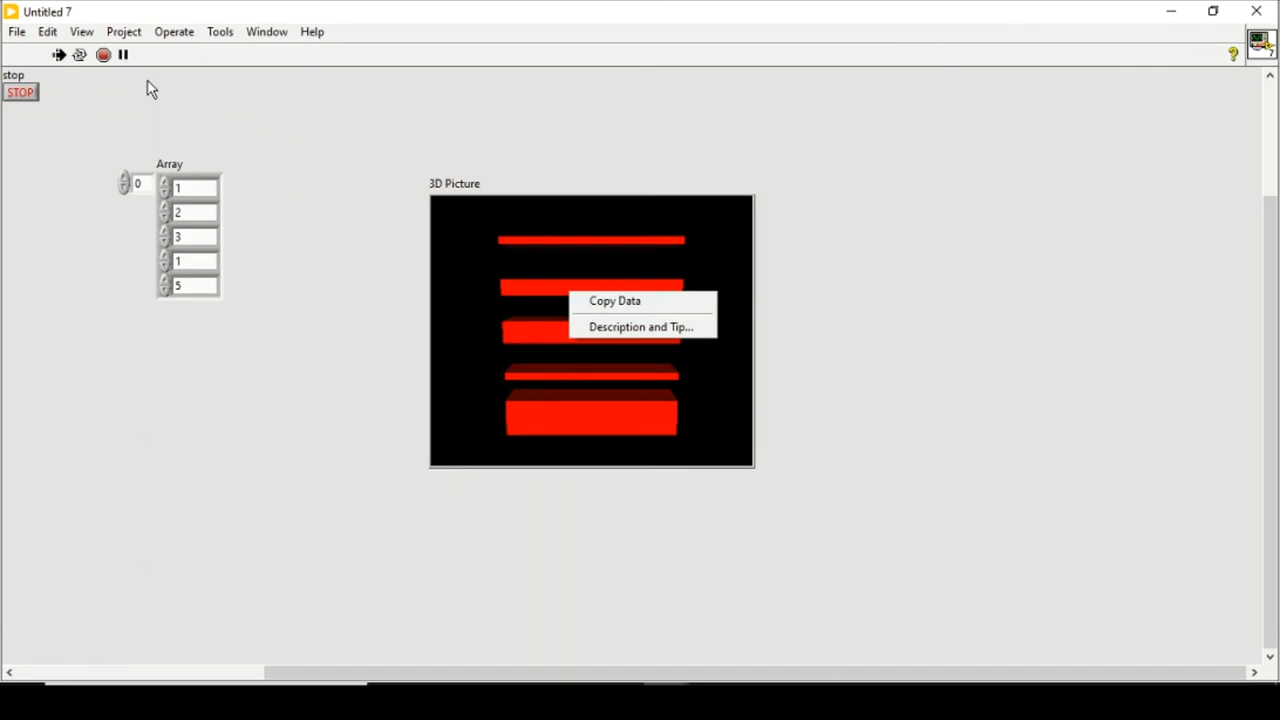 Untitled 7
File Edit View Project Operate Tools Window Help
?
7
stop
STOP
Array
0
1
2
3
1
5
3D Picture
Copy Data
Description and Tip...